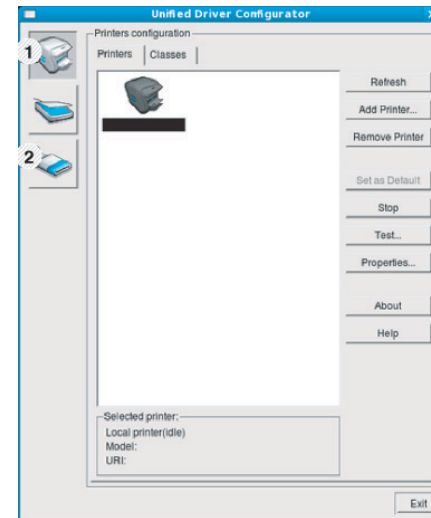 Unified Driver Configurator
Printers configuration
1
Printers Classes
Refresh
Add Printer...
Remove Printer
2
Set as Default
Stop
Test...
Properties...
About
Help
Selected printer:
Local printer(idle)
Model:
URI:
Exit